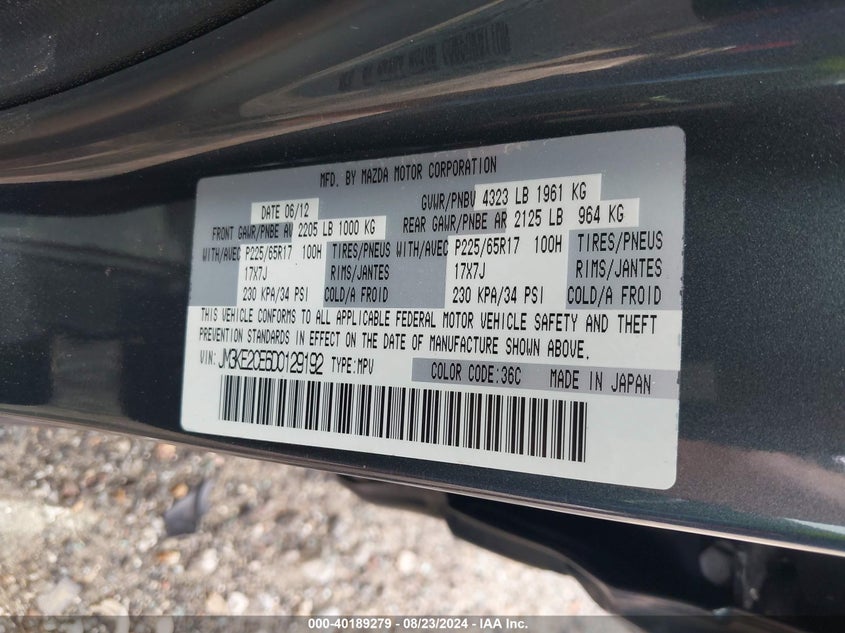 MFD. BY MAZDA MOTOR CORPORATION
DATE 06/12 GVWR/PNBV 4323 LB 1961 KG
FRONT GAWR/PNBE AV 2205 LB 1000 KG REAR GAWR/PNBE AR 2125 LB 964 KG
WITH/AVEC P225/65R17 100H TIRES/PNEUS WITH/AVEC P225/65R17 100H TIRES/PNEUS
17X7J RIMS/JANTES 17X7J RIMS/JANTES
230 KPA/34 PSI COLD/A FROID 230 KPA/34 PSI COLD/A FROID
THIS VEHICLE CONFORMS TO ALL APPLICABLE FEDERAL MOTOR VEHICLE SAFETY AND THEFT
PREVENTION STANDARDS IN EFFECT ON THE DATE OF MANUFACTURE SHOWN ABOVE.
VIN: JM3KE2CE6D0129192 TYPE:MPV COLOR CODE:36C MADE IN JAPAN
000-40189279 - 08/23/2024 - IAA Inc.